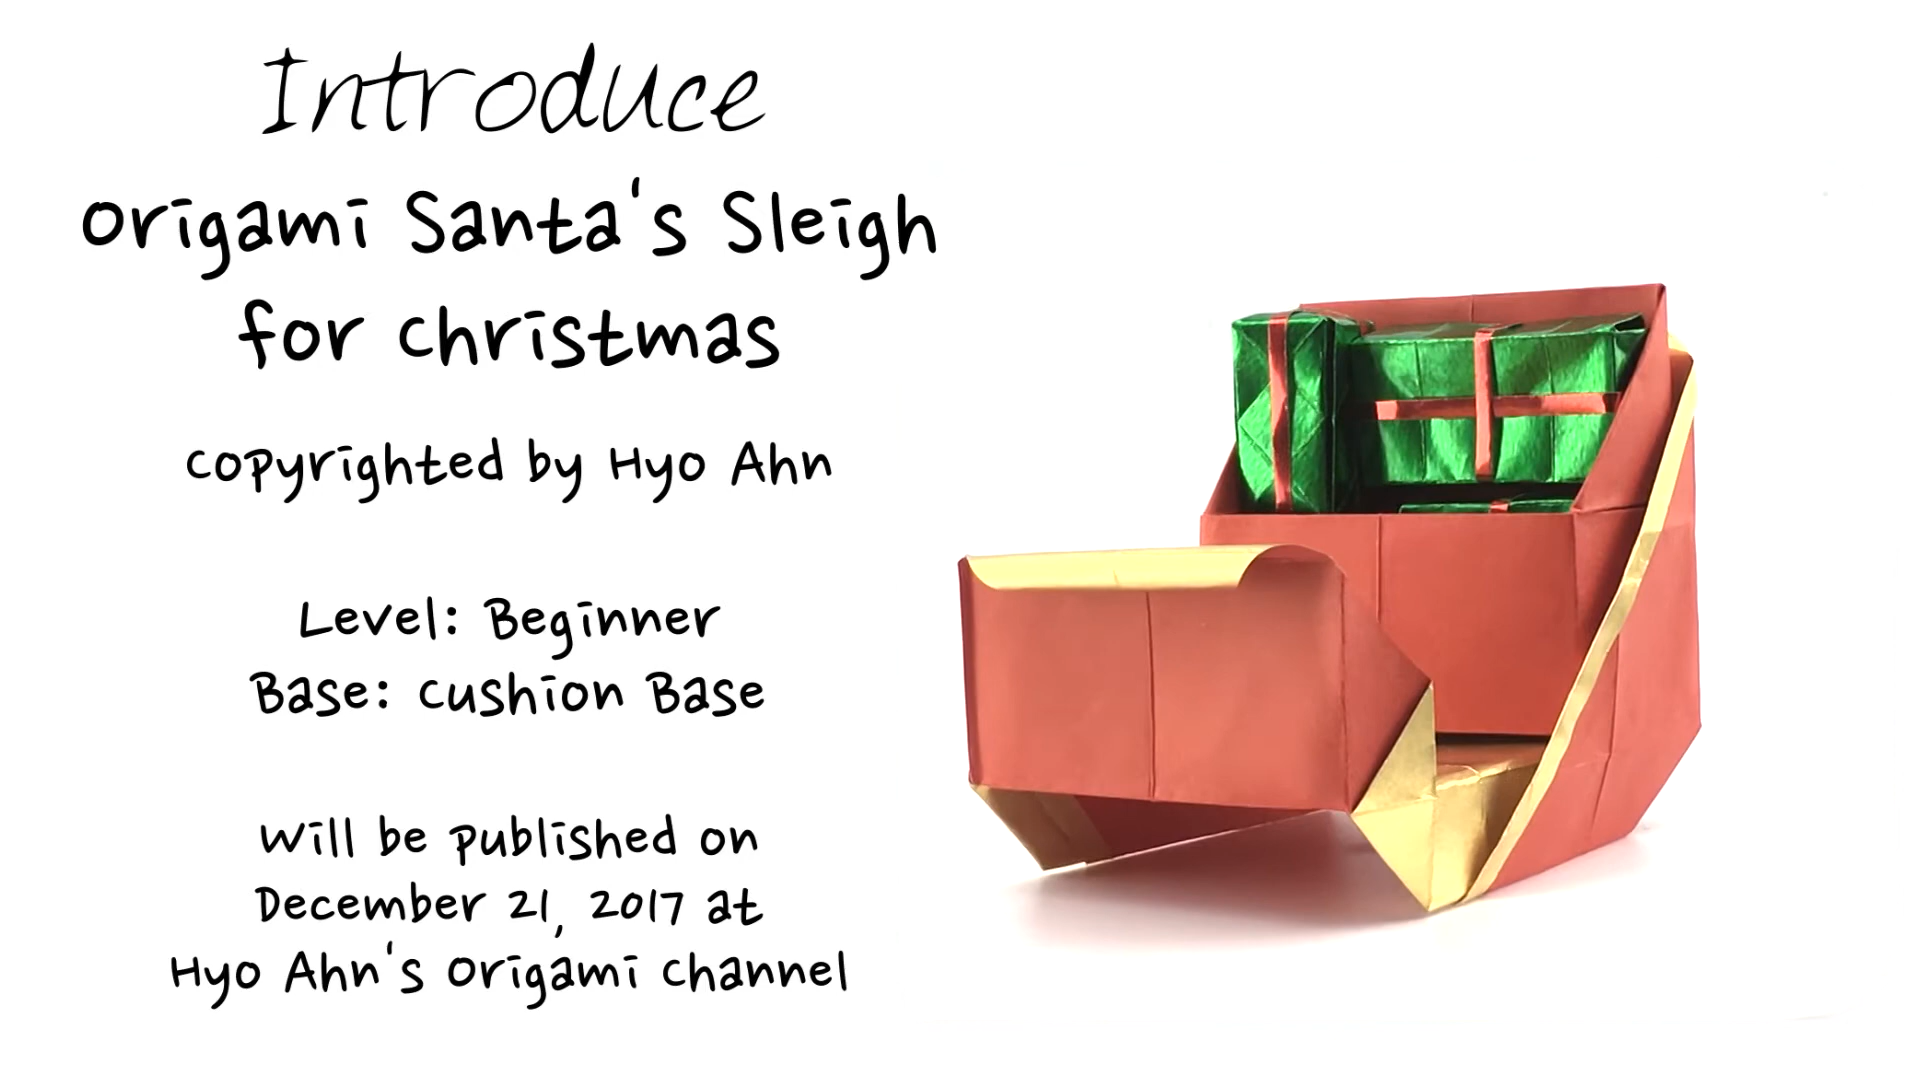 Introduce
Origami Santa's Sleigh
for Christmas
Copyrighted by Hyo Ahn
Level: Beginner
Base: Cushion Base
Will be published on
December 21, 2017 at
Hyo Ahn's Origami Channel